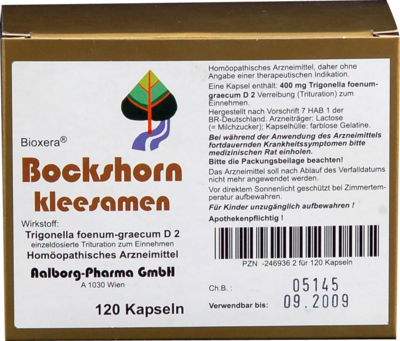 Bioxera®
Bockshorn
kleesamen
Wirkstoff:
Trigonella foenum-graecum D 2
einzeldosierte Trituration zum Einnehmen
Homöopathisches Arzneimittel
Aalborg-Pharma GmbH
A 1030 Wien
120 Kapseln
Homöopathisches Arzneimittel, daher ohne
Angabe einer therapeutischen Indikation.
Eine Kapsel enthält: 400 mg Trigonella foenum-
graecum D 2 Verreibung (Trituration) zum
Einnehmen.
Hergestellt nach Vorschrift 7 HAB 1 der
BR-Deutschland. Arzneiträger: Lactose
(= Milchzucker); Kapselhülle: farblose Gelatine.
Bei während der Anwendung des Arzneimittels
fortdauernden Krankheitssymptomen bitte
medizinischen Rat einholen.
Bitte die Packungsbeilage beachten!
Das Arzneimittel soll nach Ablauf des Verfalldatums
nicht mehr angewendet werden.
Vor direktem Sonnenlicht geschützt bei Zimmertem-
peratur aufbewahren.
Für Kinder unzugänglich aufbewahren !
Apothekenpflichtig !
PZN -246936 2 für 120 Kapseln
Ch.B. : 05145
Verwendbar bis: 09.2009